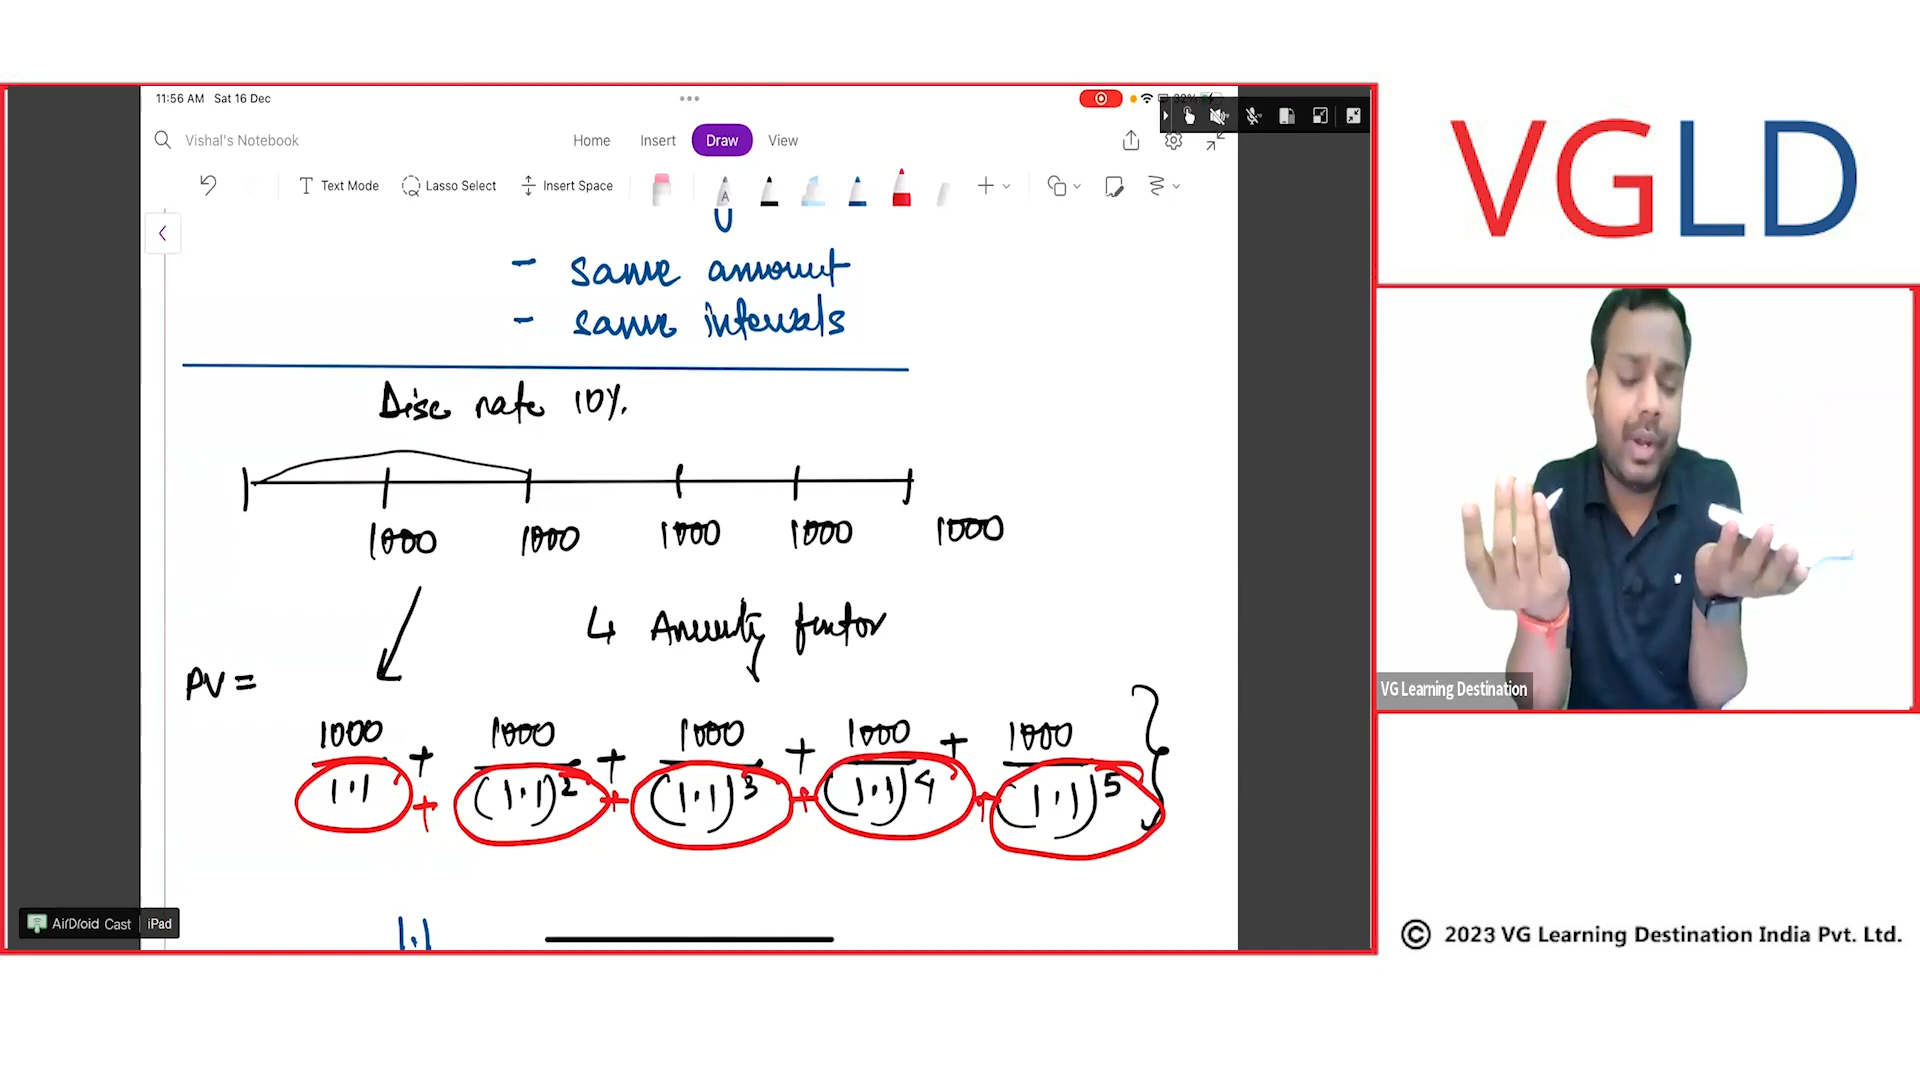 11:56 AM Sat 16 Dec
32%
Vishal's Notebook
Home Insert Draw View
Text Mode Lasso Select Insert Space
- same amount
- same intervals
Disc rate 10%.
1000 1000 1000 1000 1000
↳ Annuity factor
PV =
1000 + 1000 + 1000 + 1000 + 1000
1.1 + (1.1)2 + (1.1)3 + (1.1)4 + (1.1)5
1.1
AirDroid Cast iPad
VGLD
VG Learning Destination
© 2023 VG Learning Destination India Pvt. Ltd.